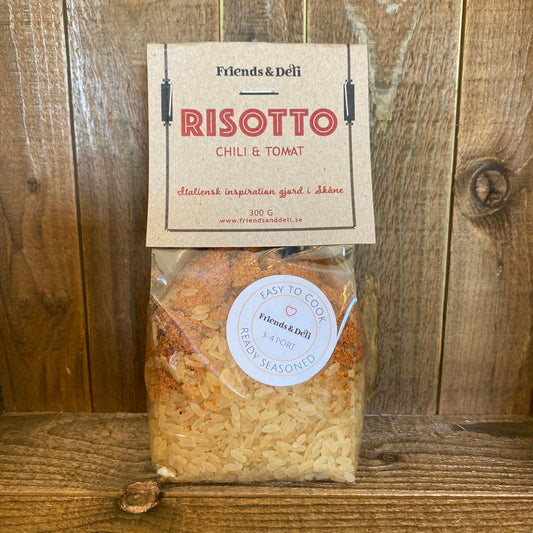 Friends & Deli
RISOTTO
CHILI & TOMAT
Italiensk inspiration gjord i Skåne
300 G
www.friendsanddeli.se
EASY TO COOK
Friends & Deli
3-4 PORT
READY SEASONED